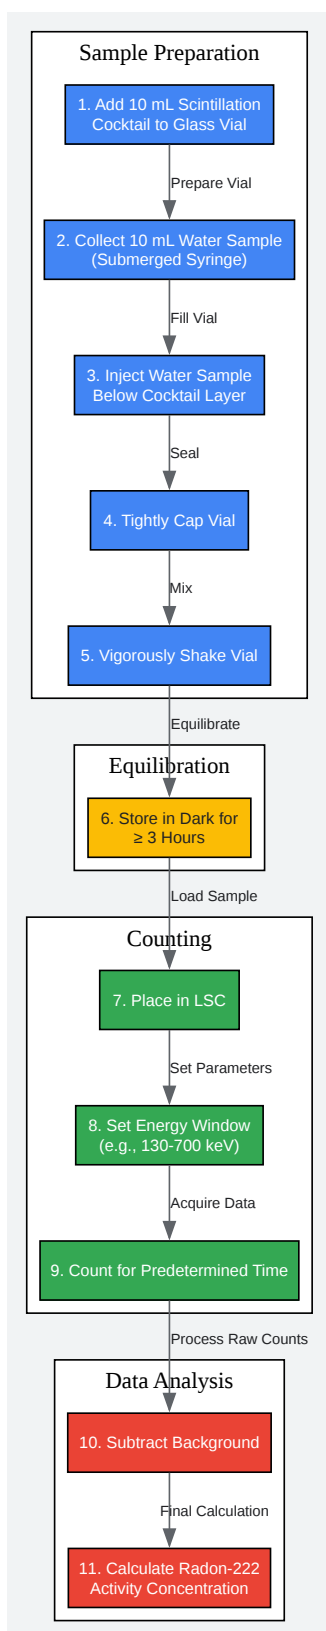 Sample Preparation
1. Add 10 mL Scintillation
Cocktail to Glass Vial
Prepare Vial
2. Collect 10 mL Water Sample
(Submerged Syringe)
Fill Vial
3. Inject Water Sample
Below Cocktail Layer
Seal
4. Tightly Cap Vial
Mix
5. Vigorously Shake Vial
Equilibrate
Equilibration
6. Store in Dark for
≥ 3 Hours
Load Sample
Counting
7. Place in LSC
Set Parameters
8. Set Energy Window
(e.g., 130-700 keV)
Acquire Data
9. Count for Predetermined Time
Process Raw Counts
Data Analysis
10. Subtract Background
Final Calculation
11. Calculate Radon-222
Activity Concentration